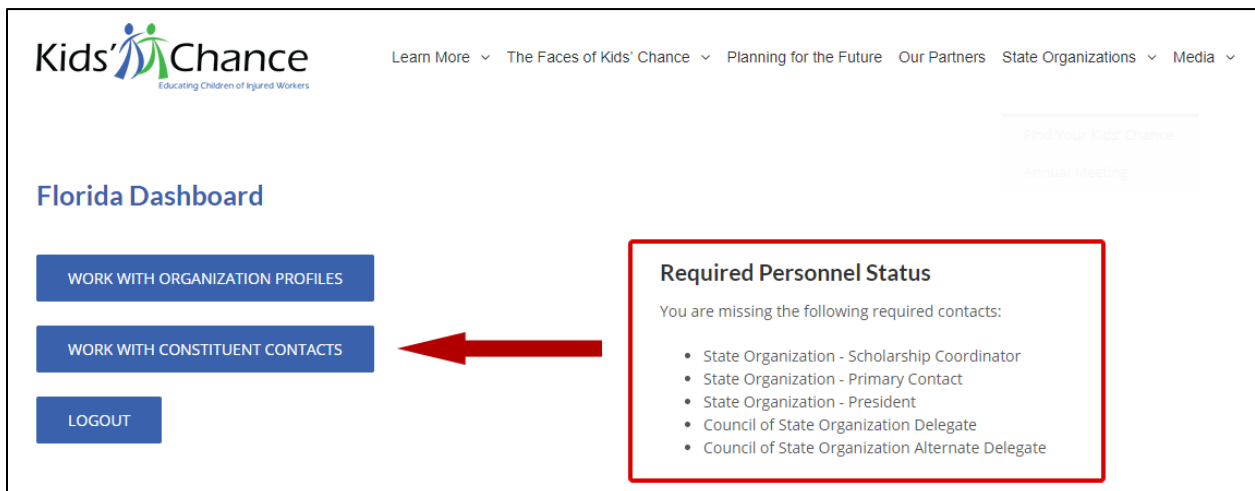 Kids' Chance
Educating Children of Injured Workers
Learn More The Faces of Kids' Chance Planning for the Future Our Partners State Organizations Media
Find Your Kids' Chance
Annual Meeting
Florida Dashboard
WORK WITH ORGANIZATION PROFILES
WORK WITH CONSTITUENT CONTACTS
LOGOUT
Required Personnel Status
You are missing the following required contacts:
• State Organization - Scholarship Coordinator
• State Organization - Primary Contact
• State Organization - President
• Council of State Organization Delegate
• Council of State Organization Alternate Delegate